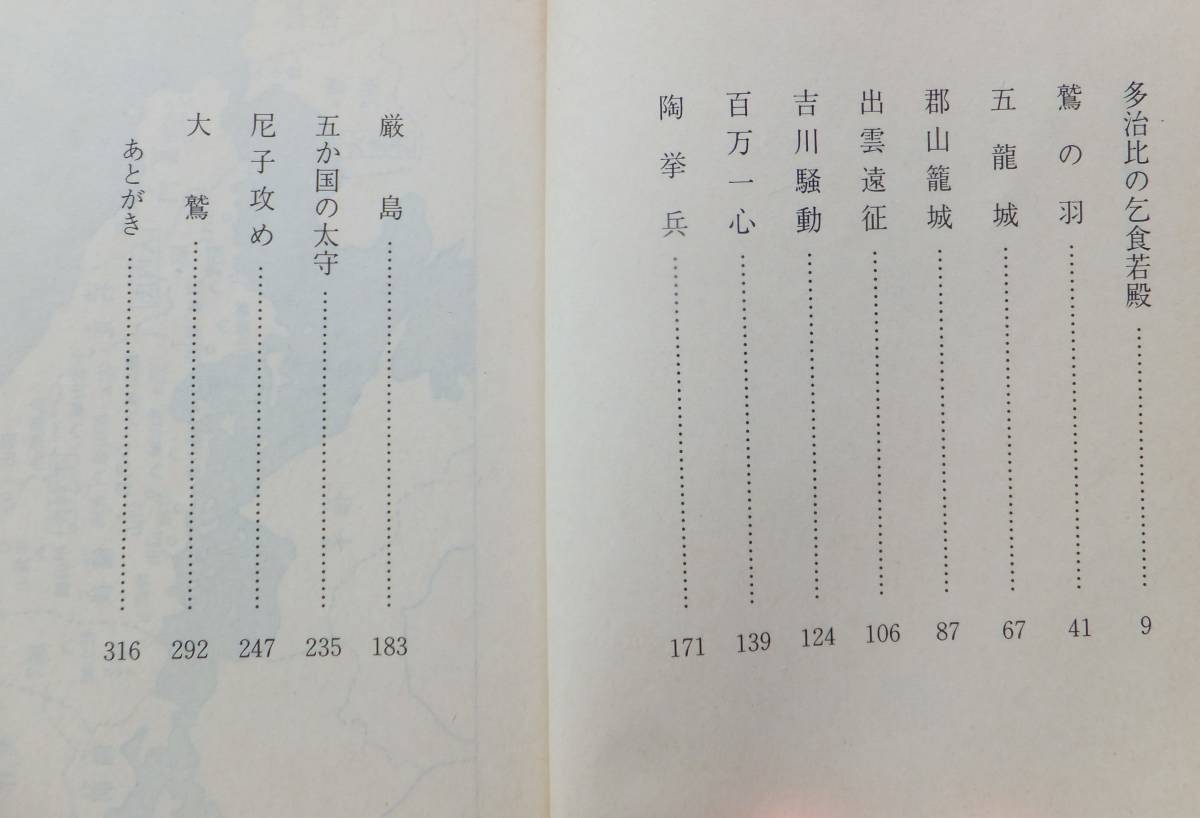 多治比の乞食若殿……………………9
鷲の羽……………………41
五龍城……………………67
郡山籠城……………………87
出雲遠征……………………106
吉川騒動……………………124
百万一心……………………139
陶挙兵……………………171
厳島……………………183
五か国の太守……………………235
尼子攻め……………………247
大鷲……………………292
あとがき……………………316